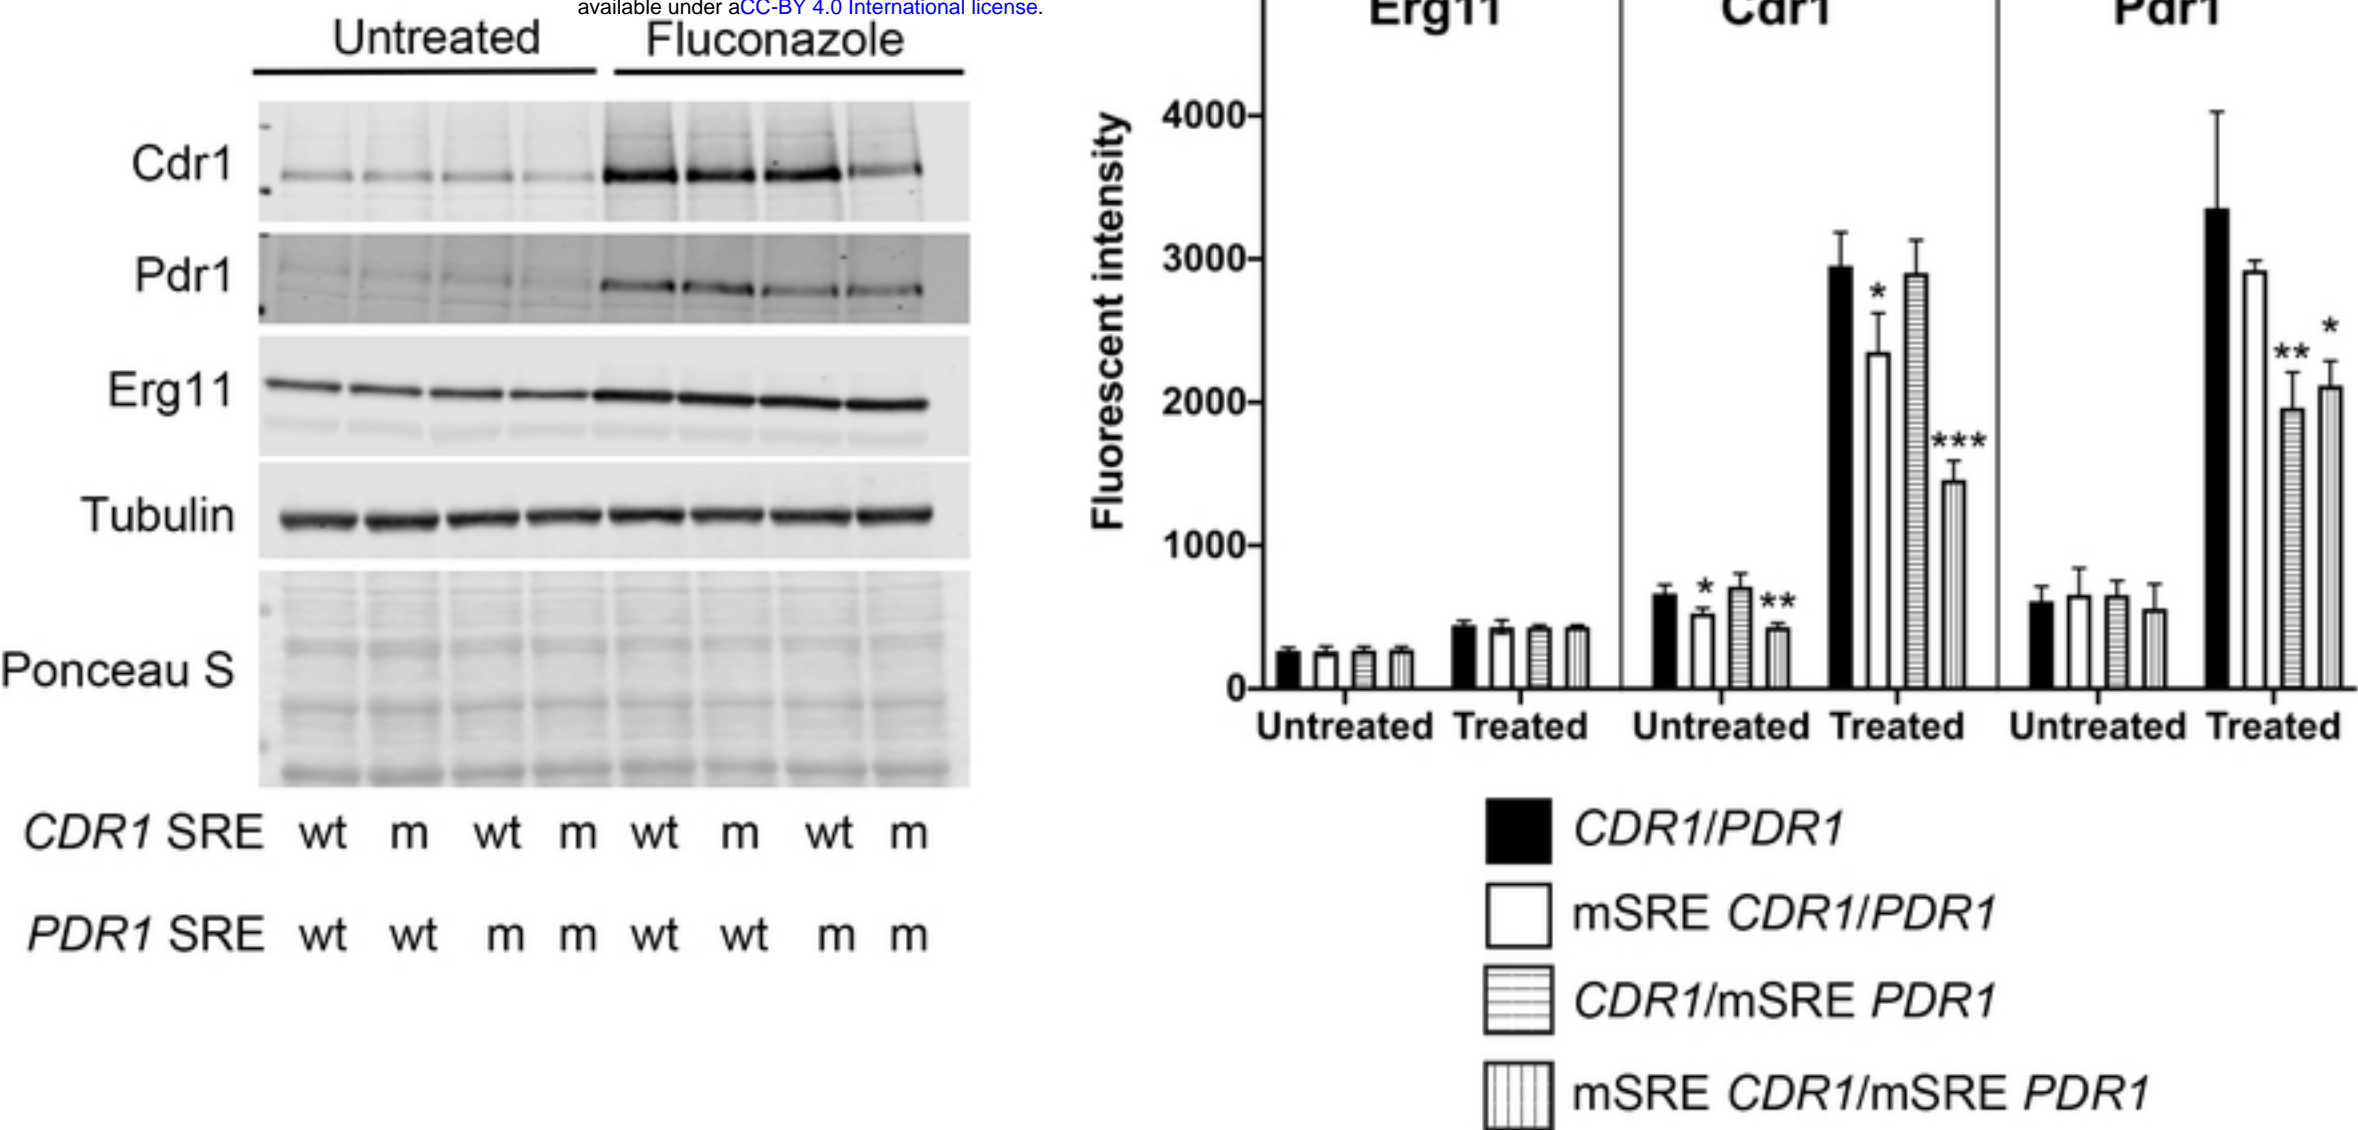 available under aCC-BY 4.0 International license.
Untreated Fluconazole
Cdr1
Pdr1
Erg11
Tubulin
Ponceau S
CDR1 SRE wt m wt m wt m wt m
PDR1 SRE wt wt m m wt wt m m
Erg11 Cdr1 Pdr1
Fluorescent intensity
4000
3000
2000
1000
0
*
**
*
***
**
*
Untreated Treated Untreated Treated Untreated Treated
CDR1/PDR1
mSRE CDR1/PDR1
CDR1/mSRE PDR1
mSRE CDR1/mSRE PDR1